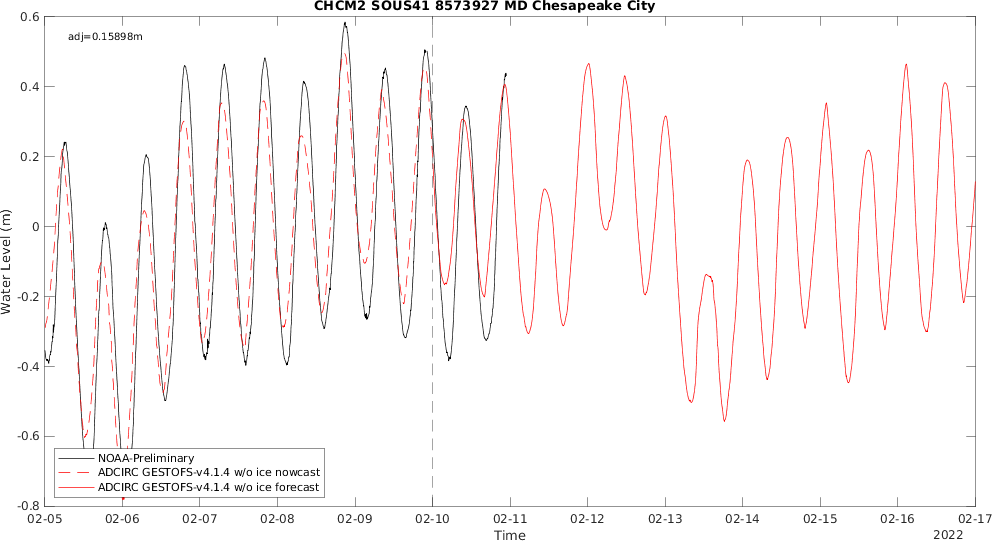 CHCM2 SOUS41 8573927 MD Chesapeake City
adj=0.15898m
0.6
0.4
0.2
0
-0.2
-0.4
-0.6
-0.8
Water Level (m)
NOAA-Preliminary
ADCIRC GESTOFS-v4.1.4 w/o ice nowcast
ADCIRC GESTOFS-v4.1.4 w/o ice forecast
02-05 02-06 02-07 02-08 02-09 02-10 02-11 02-12 02-13 02-14 02-15 02-16 02-17
Time
2022